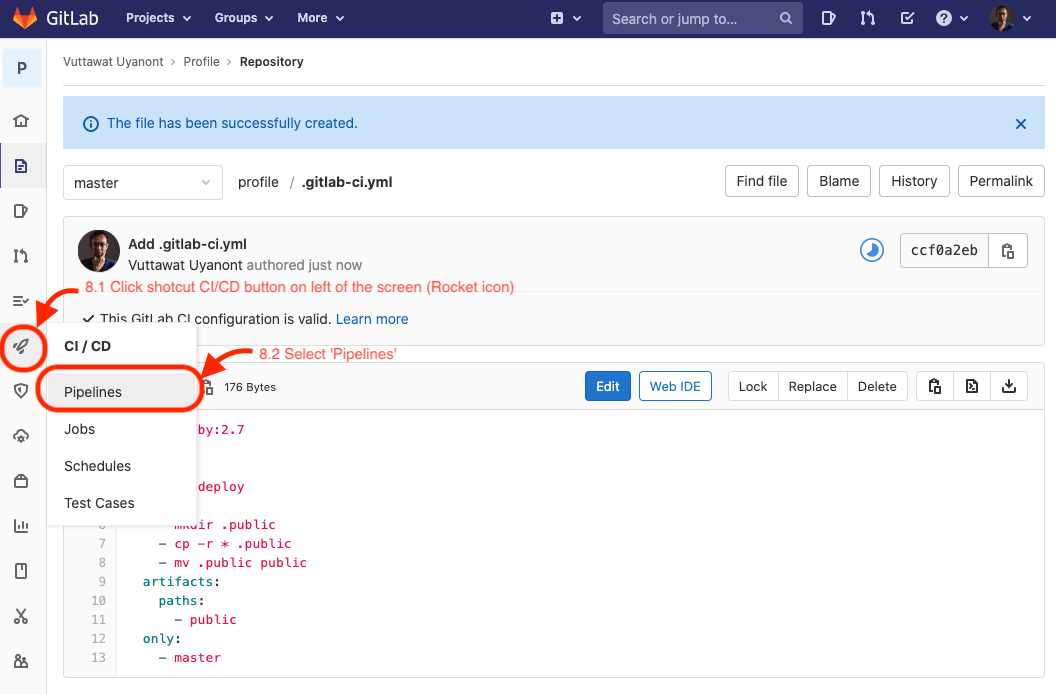 GitLab Projects Groups More Search or jump to...
P
Vuttawat Uyanont > Profile > Repository
The file has been successfully created.
master profile / .gitlab-ci.yml Find file Blame History Permalink
Add .gitlab-ci.yml
Vuttawat Uyanont authored just now ccf0a2eb
8.1 Click shotcut CI/CD button on left of the screen (Rocket icon)
This GitLab CI configuration is valid. Learn more
CI / CD
8.2 Select 'Pipelines'
Pipelines
176 Bytes Edit Web IDE Lock Replace Delete
Jobs
by:2.7
Schedules
deploy
Test Cases
6 - mkdir .public
7 - cp -r * .public
8 - mv .public public
9 artifacts:
10 paths:
11 - public
12 only:
13 - master